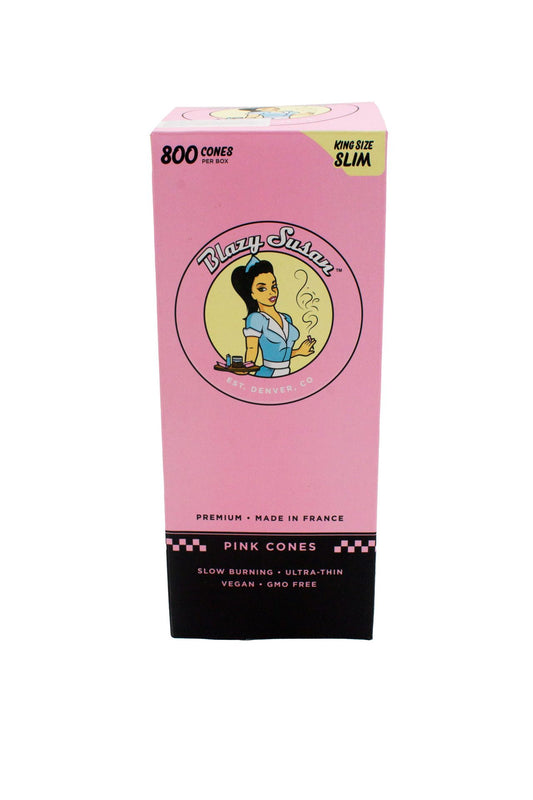 800 CONES
PER BOX
KING SIZE
SLIM
Blazy Susan™
EST. DENVER, CO
PREMIUM • MADE IN FRANCE
PINK CONES
SLOW BURNING • ULTRA-THIN
VEGAN • GMO FREE